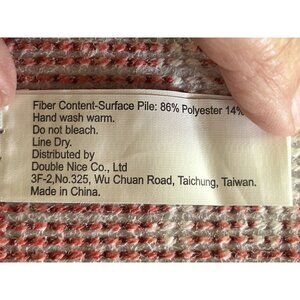 Fiber Content-Surface Pile: 86% Polyester 14%
Hand wash warm.
Do not bleach.
Line Dry.
Distributed by
Double Nice Co., Ltd
3F-2,No.325, Wu Chuan Road, Taichung, Taiwan.
Made in China.